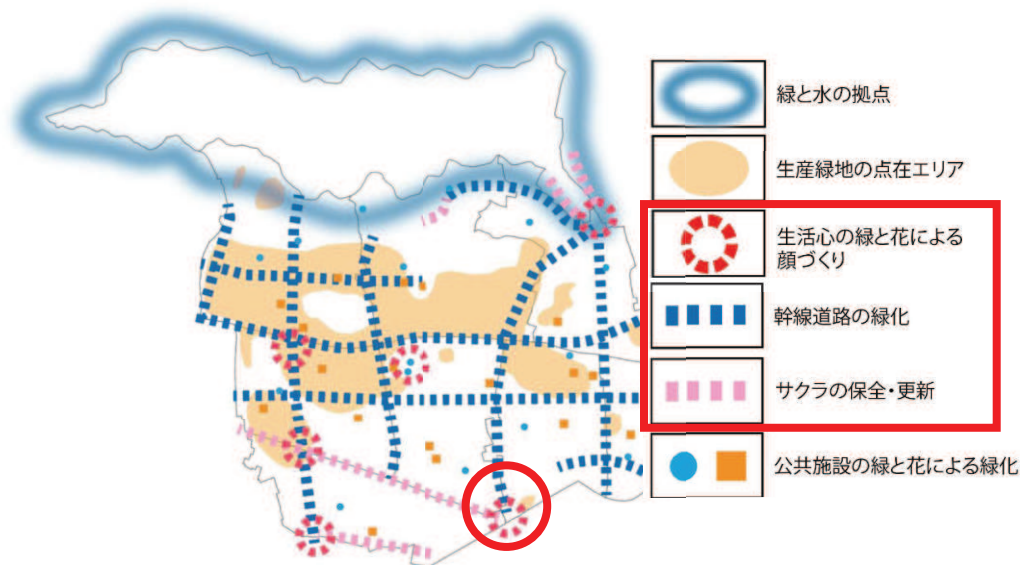 緑と水の拠点
生産緑地の点在エリア
生活心の緑と花による
顔づくり
幹線道路の緑化
サクラの保全・更新
公共施設の緑と花による緑化